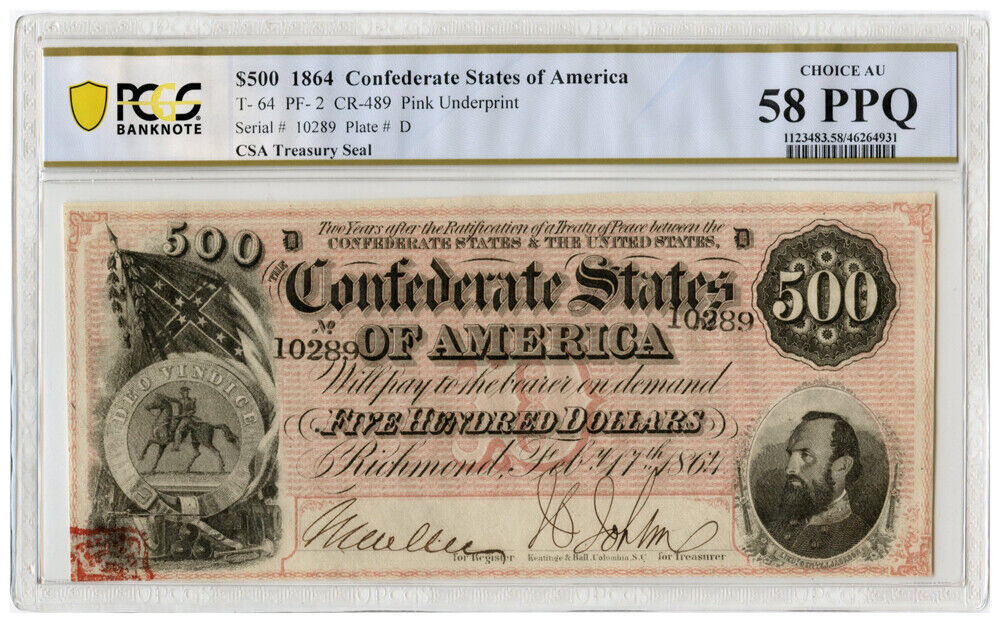 PCGS
BANKNOTE
$500 1864 Confederate States of America
T- 64 PF- 2 CR-489 Pink Underprint
Serial # 10289 Plate # D
CSA Treasury Seal
CHOICE AU
58 PPQ
1123483.58/46264931
500
D
Two Years after the Ratification of a Treaty of Peace between the
CONFEDERATE STATES & THE UNITED STATES,
D
THE
Confederate States
500
No
10289
10289
OF AMERICA
DEO VINDICE
Will pay to the bearer on demand
FIVE HUNDRED DOLLARS
Richmond, Feby 17th, 1864
for Register
Keatinge & Ball, Columbia, S.C.
for Treasurer